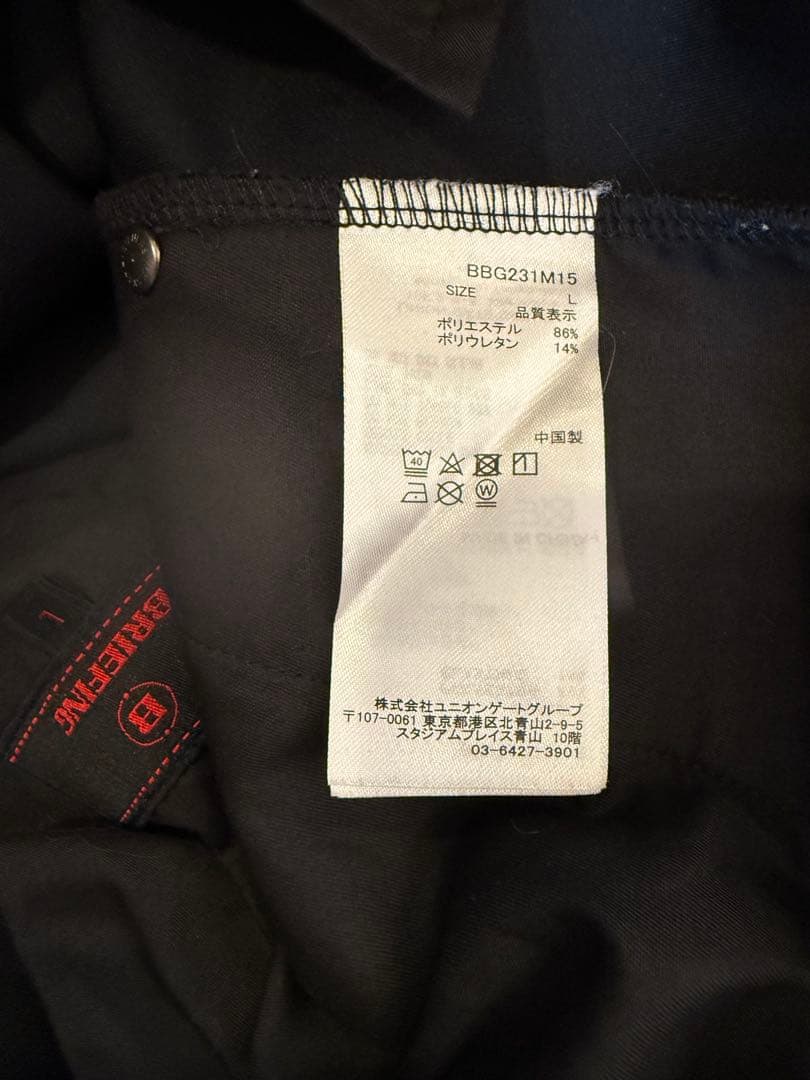 BBG231M15
SIZE L
品質表示
ポリエステル 86%
ポリウレタン 14%
中国製
40
W
株式会社ユニオンゲートグループ
〒107-0061 東京都港区北青山2-9-5
スタジアムプレイス青山 10階
03-6427-3901
1
BRIEFING
B